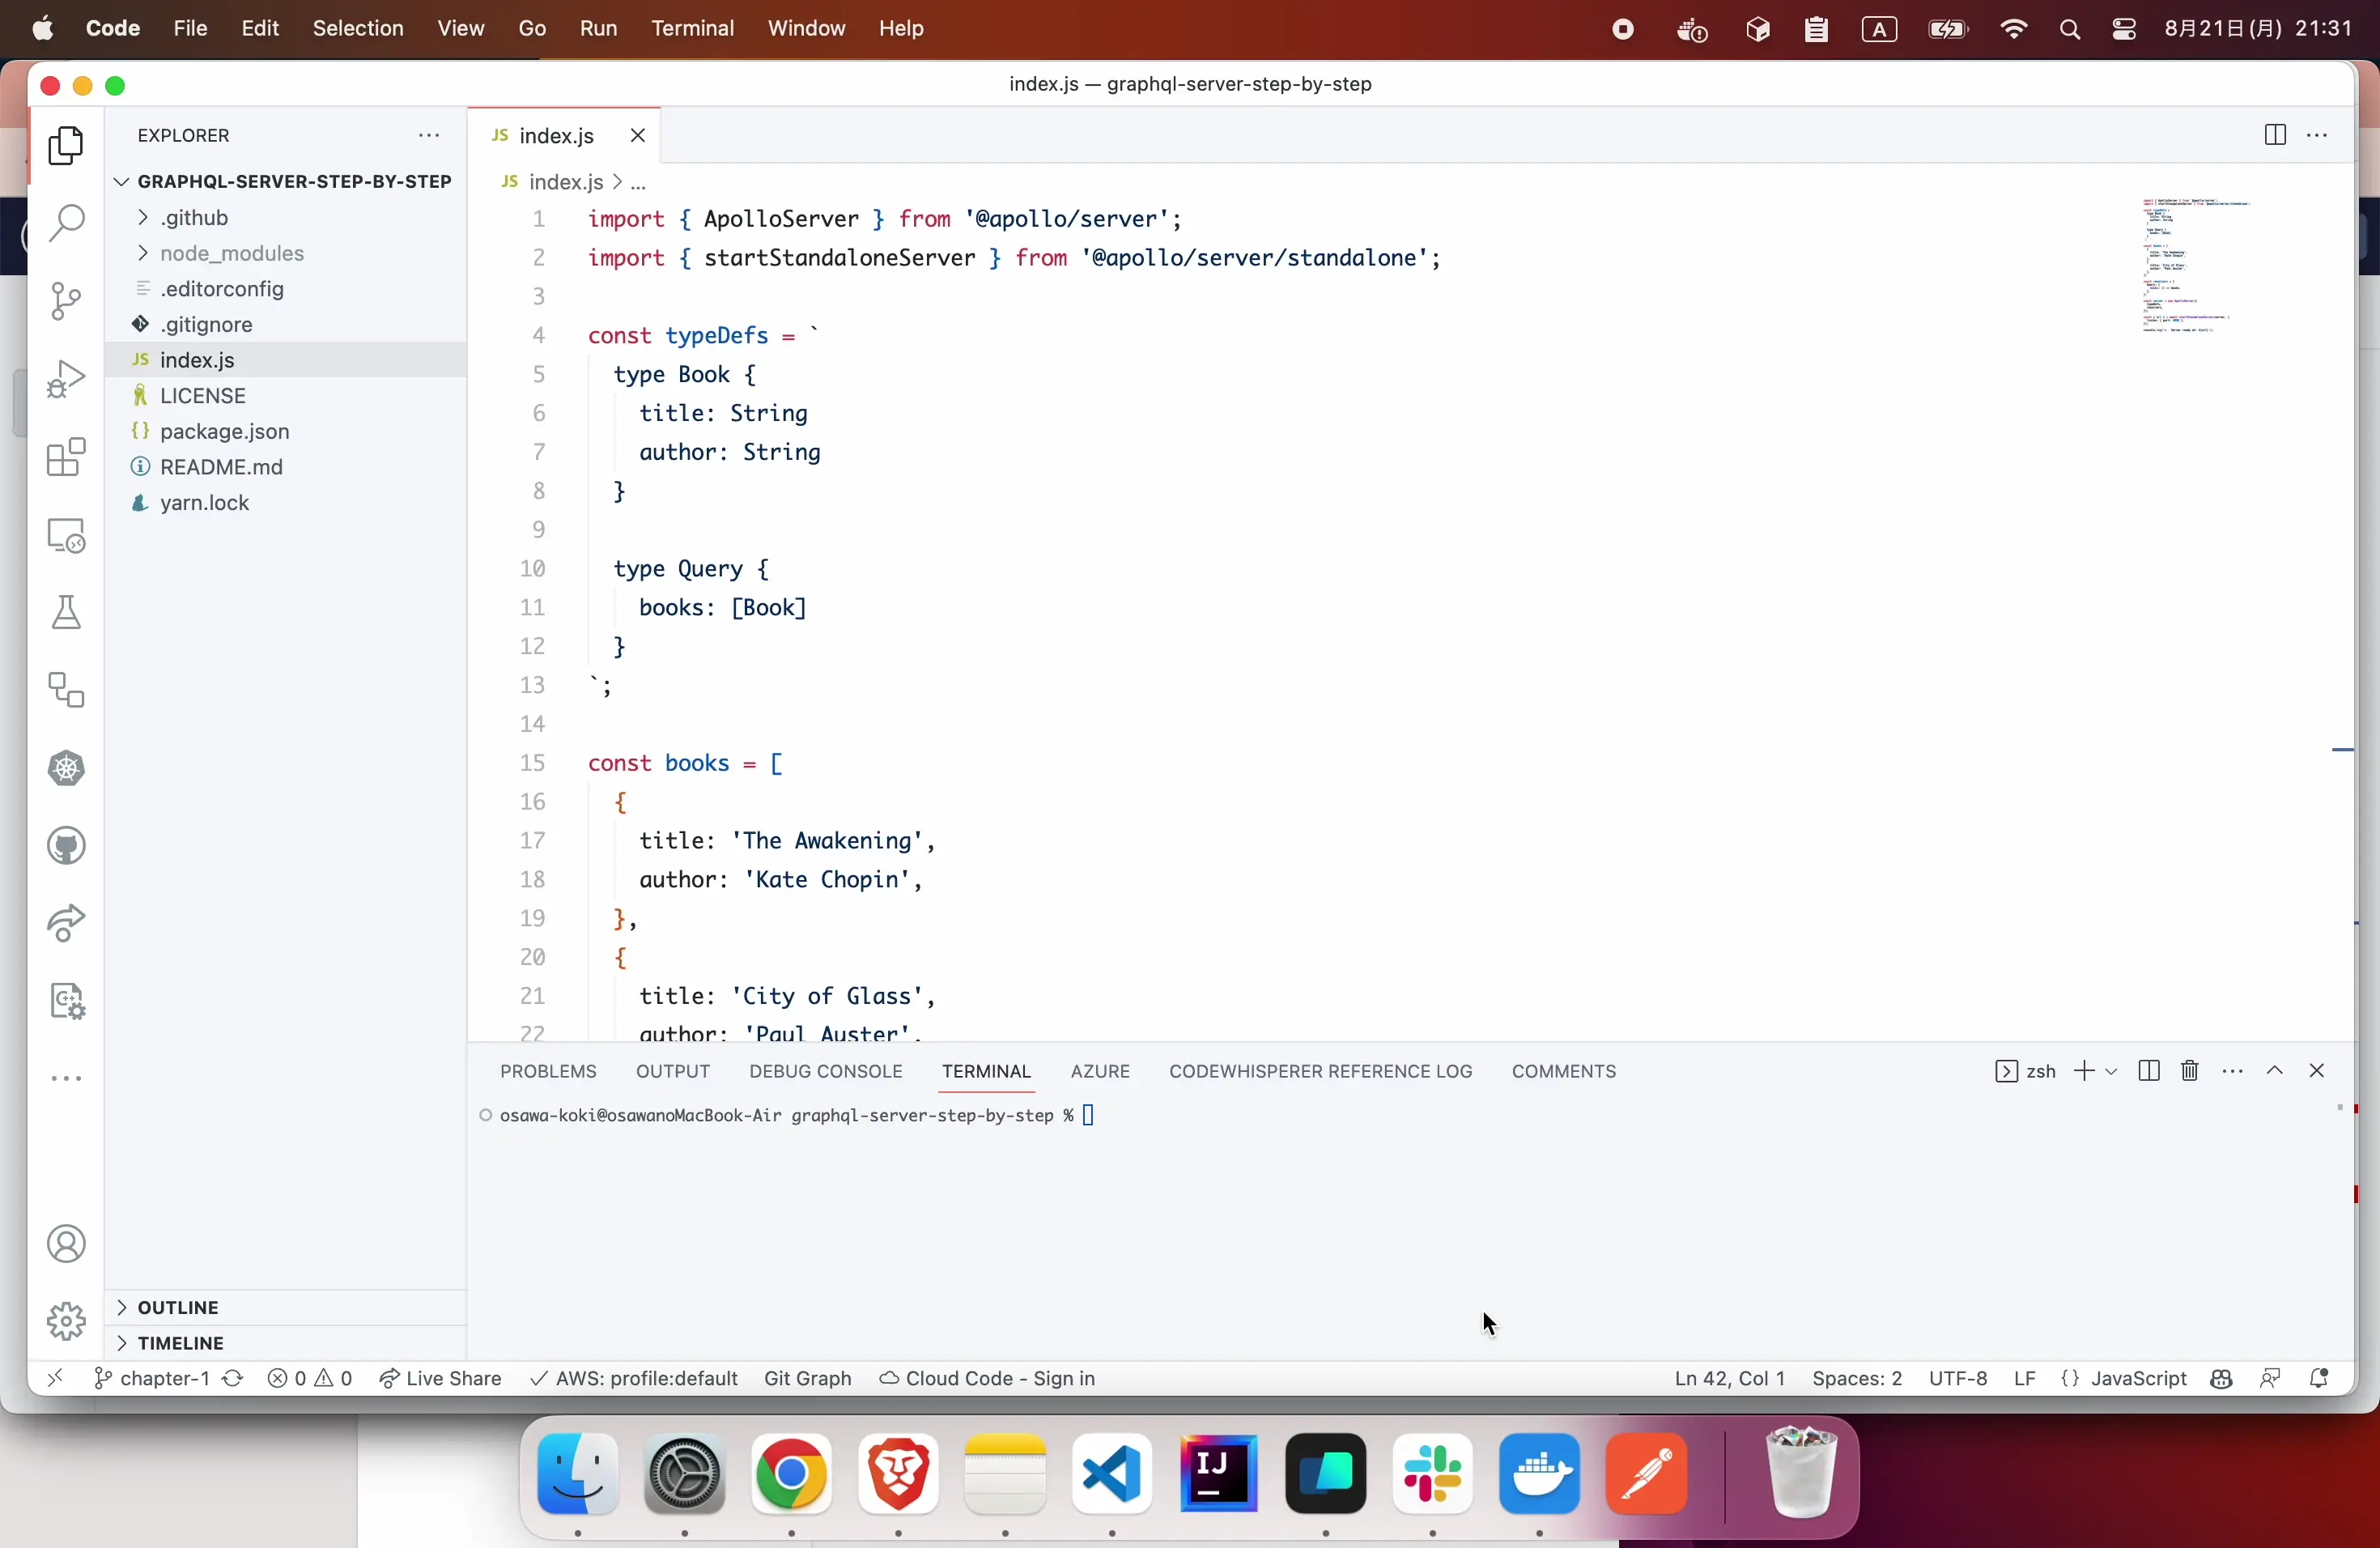 Code File Edit Selection View Go Run Terminal Window Help A 8月21日(月) 21:31
index.js — graphql-server-step-by-step
EXPLORER
GRAPHQL-SERVER-STEP-BY-STEP
.github
node_modules
.editorconfig
.gitignore
JS index.js
LICENSE
{} package.json
README.md
yarn.lock
OUTLINE
TIMELINE
JS index.js
JS index.js > ...
1 import { ApolloServer } from '@apollo/server';
2 import { startStandaloneServer } from '@apollo/server/standalone';
3
4 const typeDefs = `
5 type Book {
6 title: String
7 author: String
8 }
9
10 type Query {
11 books: [Book]
12 }
13 `;
14
15 const books = [
16 {
17 title: 'The Awakening',
18 author: 'Kate Chopin',
19 },
20 {
21 title: 'City of Glass',
22 author: 'Paul Auster',
PROBLEMS OUTPUT DEBUG CONSOLE TERMINAL AZURE CODEWHISPERER REFERENCE LOG COMMENTS zsh
osawa-koki@osawanoMacBook-Air graphql-server-step-by-step %
chapter-1 0 0 Live Share AWS: profile:default Git Graph Cloud Code - Sign in Ln 42, Col 1 Spaces: 2 UTF-8 LF {} JavaScript
IJ